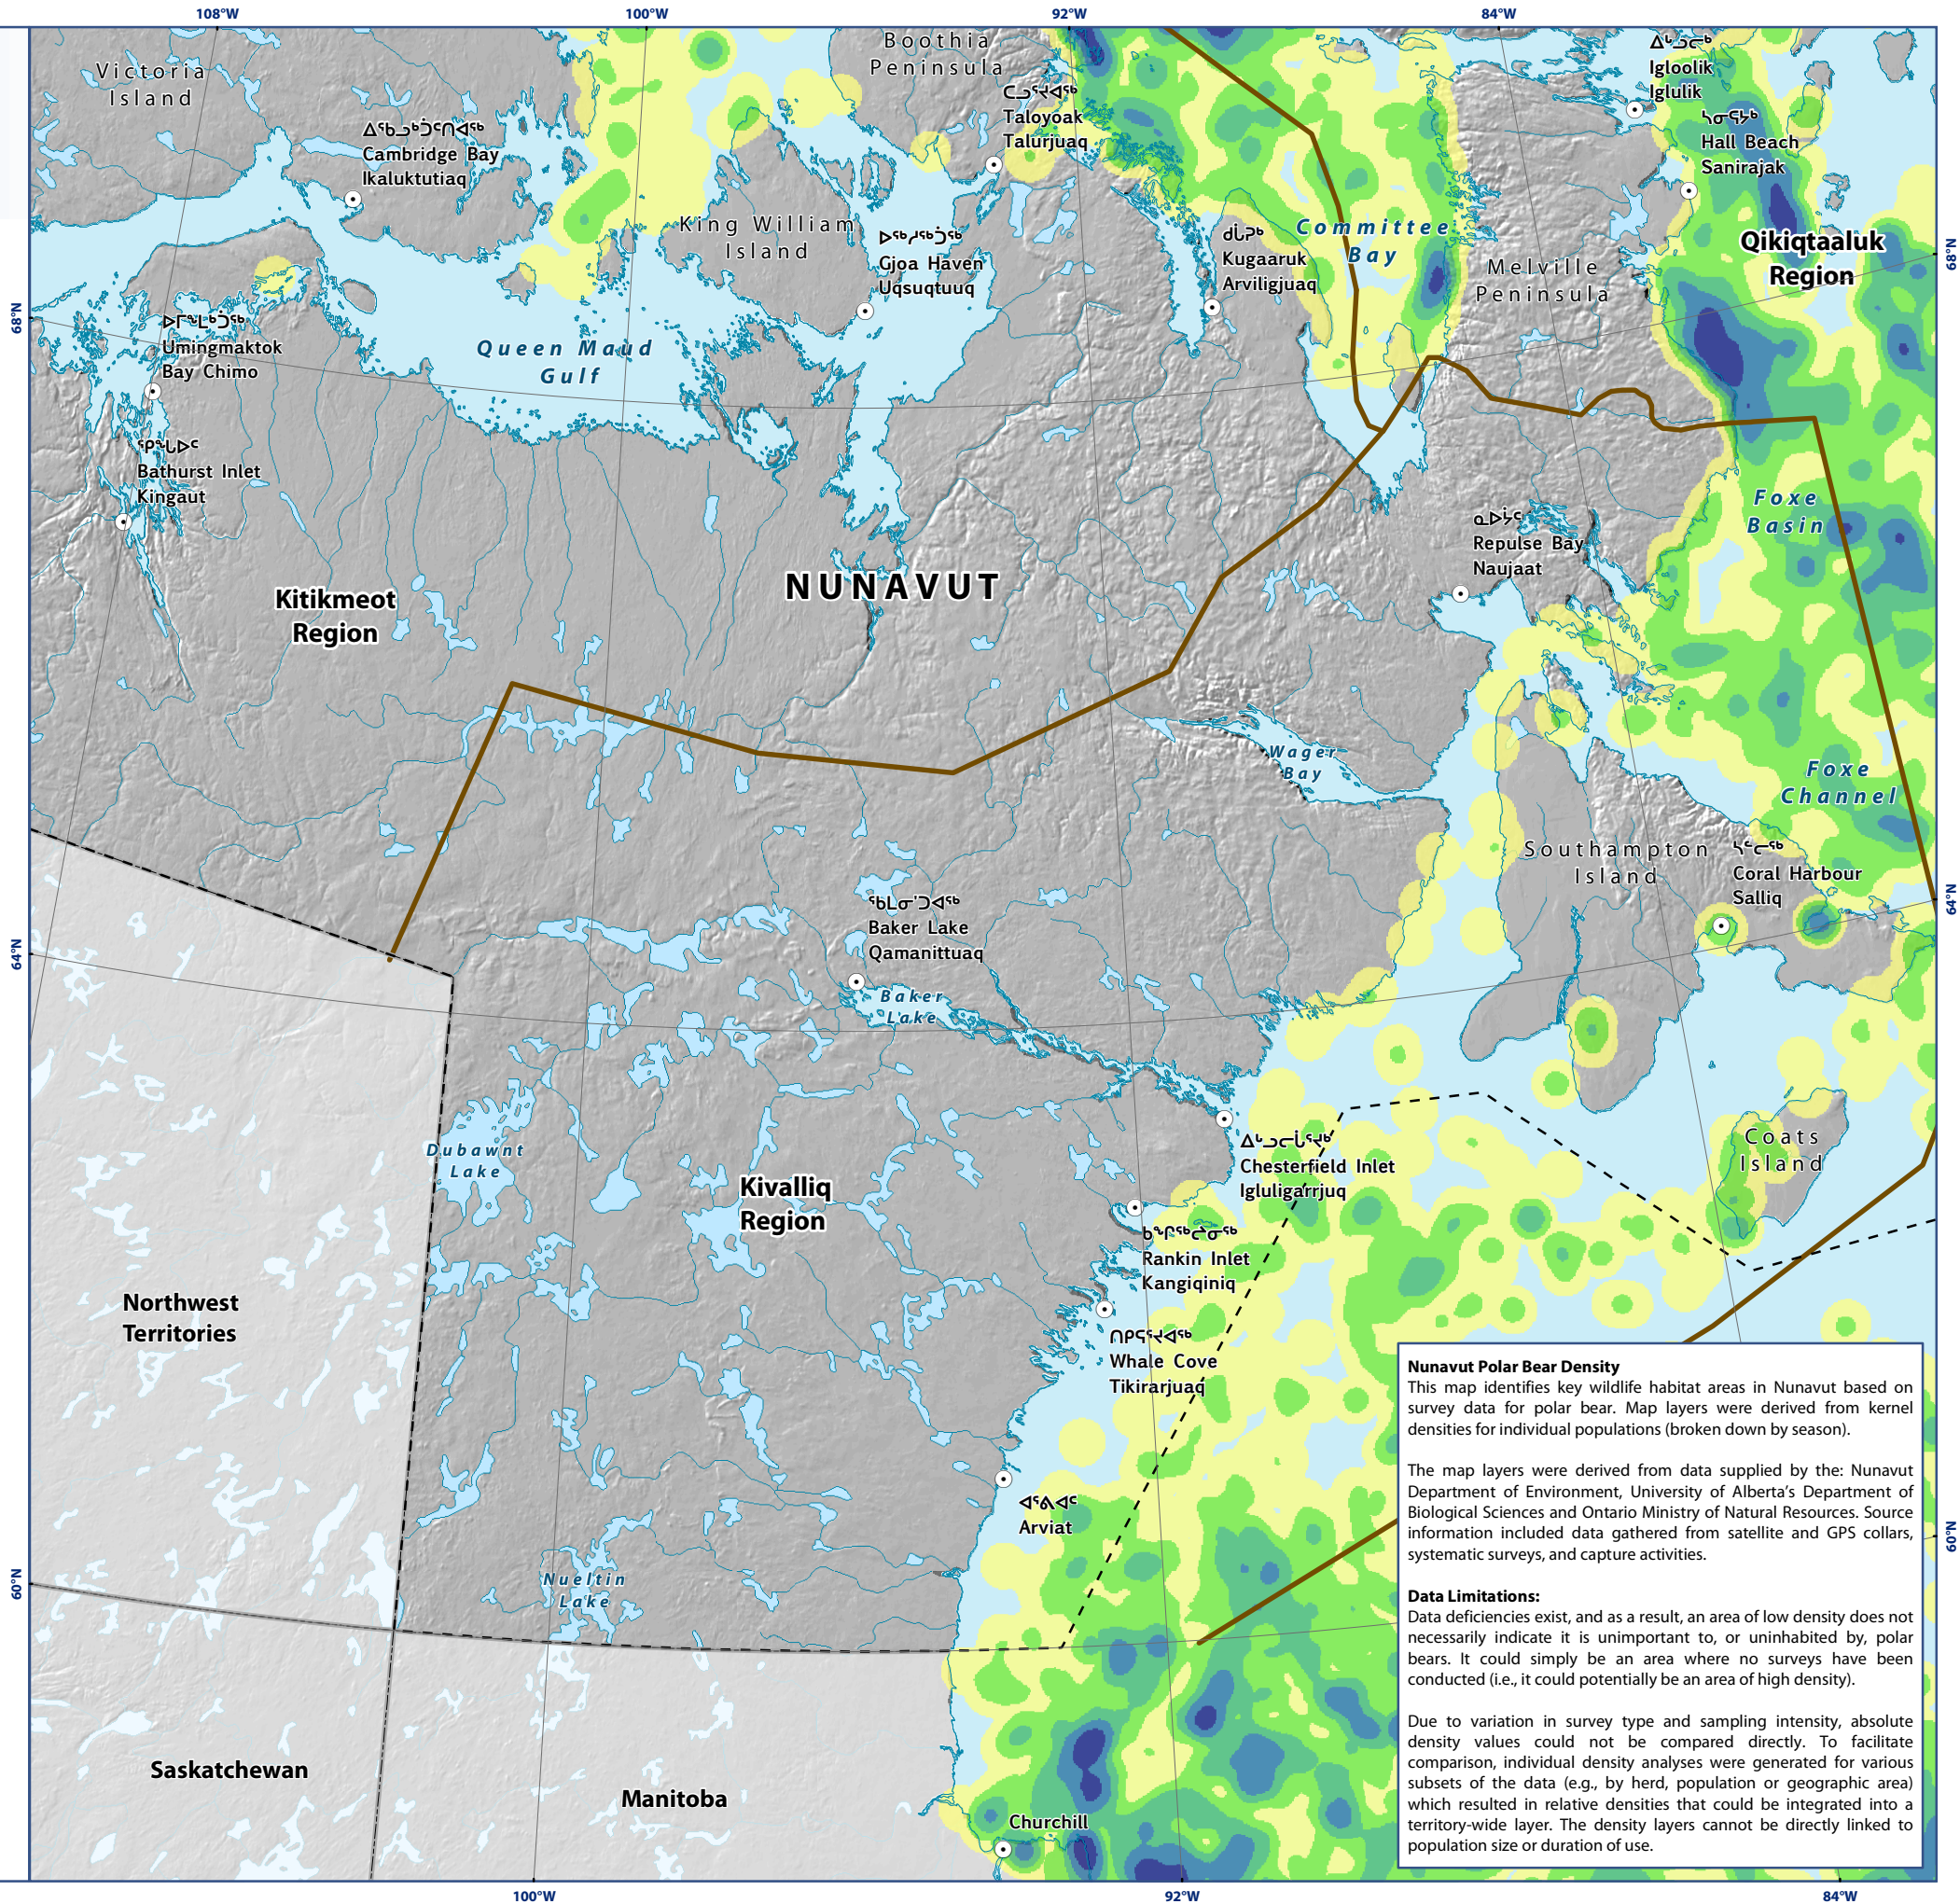 108°W
100°W
92°W
84°W
Victoria
Island
ᐃᖃᓗᒃᑑᑦᑎᐊᖅ
Cambridge Bay
Ikaluktutiaq
Boothia
Peninsula
ᑕᓗᕐᔪᐊᖅ
Taloyoak
Talurjuaq
ᐃᒡᓗᓕᒃ
Igloolik
Iglulik
ᓴᓂᕋᔭᒃ
Hall Beach
Sanirajak
King William
Island
ᐅᖅᓱᖅᑑᖅ
Gjoa Haven
Uqsuqtuuq
ᑰᒑᕐᒃ
Kugaaruk
Arviligjuaq
Committee
Bay
Melville
Peninsula
Qikiqtaaluk
Region
68°N
68°N
ᐅᒥᖕᒪᒃᑑᖅ
Umingmaktok
Bay Chimo
Queen Maud
Gulf
ᕿᙵᐅᑦ
Bathurst Inlet
Kingaut
Foxe
Basin
ᓇᐅᔮᑦ
Repulse Bay
Naujaat
NUNAVUT
Kitikmeot
Region
Wager
Bay
Foxe
Channel
Southampton
Island
ᓴᓪᓕᖅ
Coral Harbour
Salliq
ᖃᒪᓂᑦᑐᐊᖅ
Baker Lake
Qamanittuaq
64°N
64°N
Baker
Lake
Dubawnt
Lake
ᐃᒡᓗᓕᒑᕐᔪᒃ
Chesterfield Inlet
Igluligarrjuq
Coats
Island
Kivalliq
Region
ᑲᖏᖅᖠᓂᖅ
Rankin Inlet
Kangiqiniq
Northwest
Territories
ᑎᑭᕋᕐᔪᐊᖅ
Whale Cove
Tikirarjuaq
ᐊᕐᕕᐊᑦ
Arviat
Nueltin
Lake
60°N
60°N
Saskatchewan
Manitoba
Churchill
Nunavut Polar Bear Density
This map identifies key wildlife habitat areas in Nunavut based on
survey data for polar bear. Map layers were derived from kernel
densities for individual populations (broken down by season).
The map layers were derived from data supplied by the: Nunavut
Department of Environment, University of Alberta's Department of
Biological Sciences and Ontario Ministry of Natural Resources. Source
information included data gathered from satellite and GPS collars,
systematic surveys, and capture activities.
Data Limitations:
Data deficiencies exist, and as a result, an area of low density does not
necessarily indicate it is unimportant to, or uninhabited by, polar
bears. It could simply be an area where no surveys have been
conducted (i.e., it could potentially be an area of high density).
Due to variation in survey type and sampling intensity, absolute
density values could not be compared directly. To facilitate
comparison, individual density analyses were generated for various
subsets of the data (e.g., by herd, population or geographic area)
which resulted in relative densities that could be integrated into a
territory-wide layer. The density layers cannot be directly linked to
population size or duration of use.
100°W
92°W
84°W